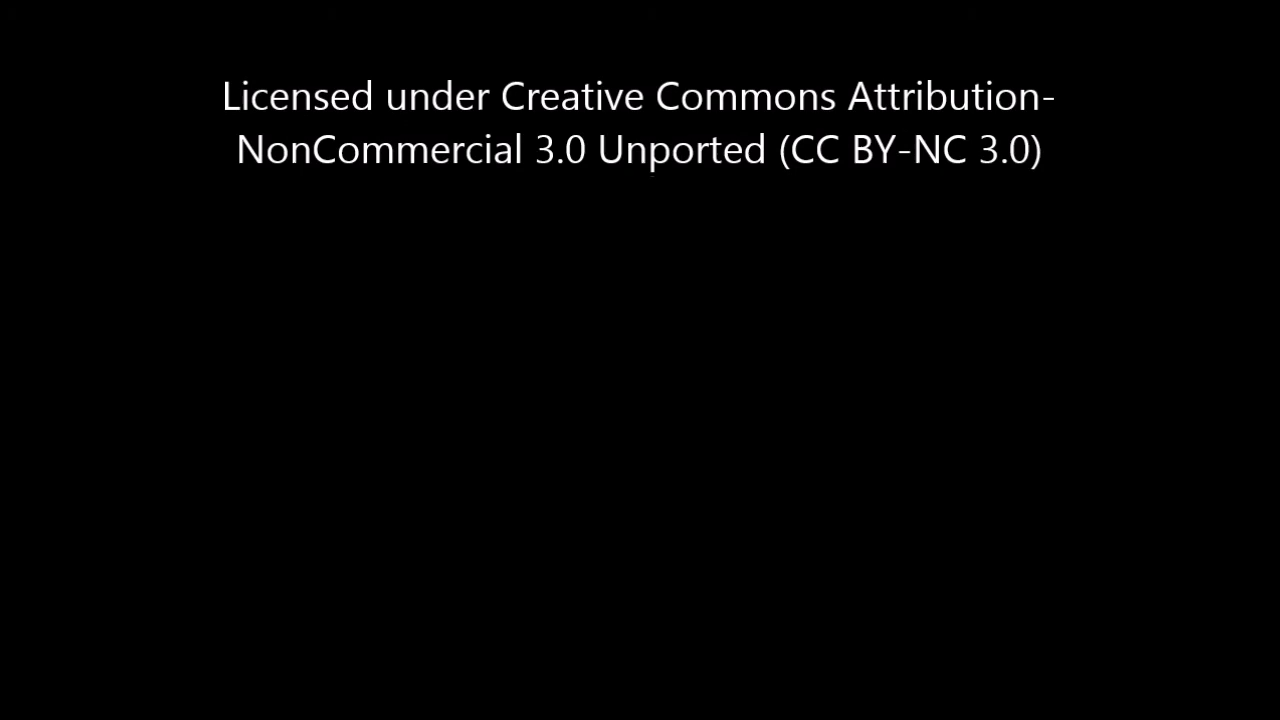 Licensed under Creative Commons Attribution-
NonCommercial 3.0 Unported (CC BY-NC 3.0)